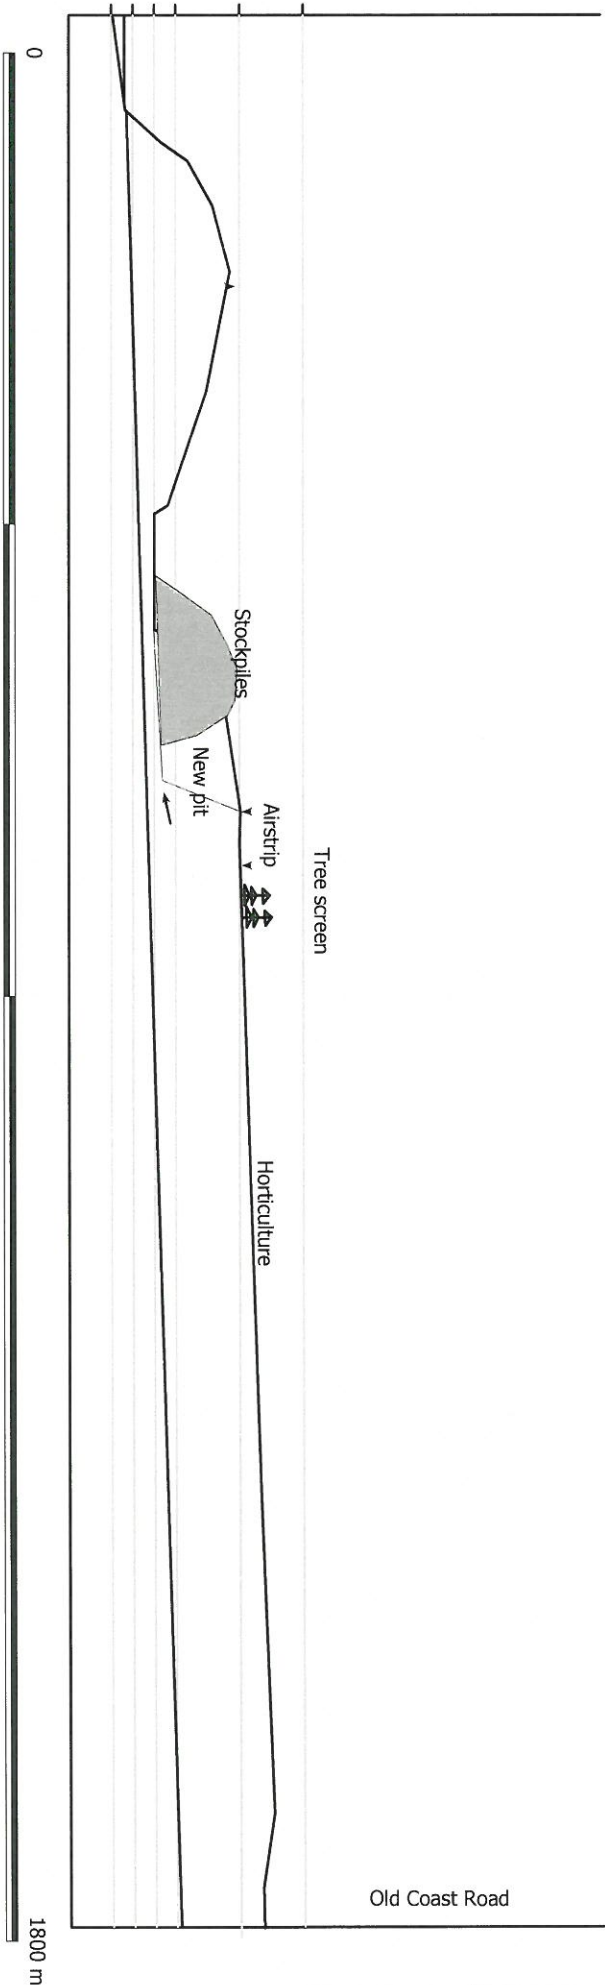 Old Coast Road
Tree screen
Airstrip
Horticulture
Stockpiles
New pit
0
1800 m